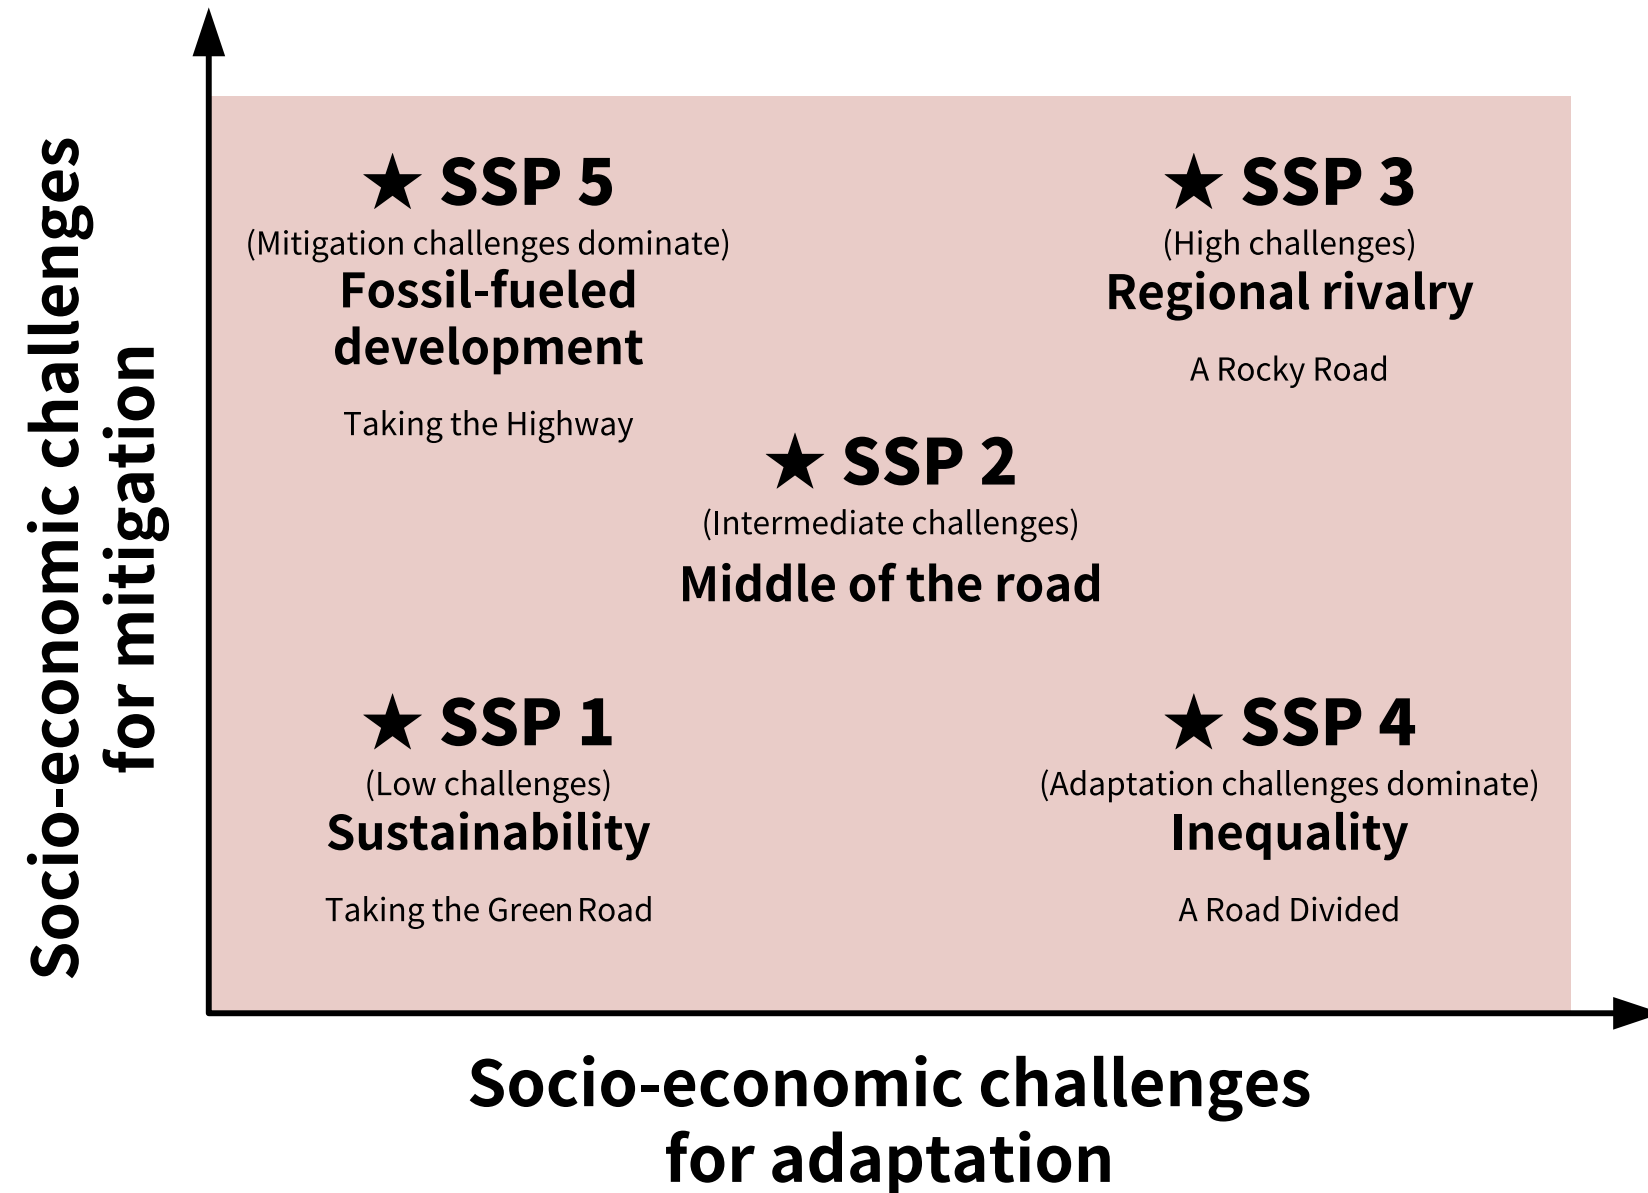 Socio-economic challenges
for mitigation
★ SSP 5
(Mitigation challenges dominate)
Fossil-fueled
development
Taking the Highway
★ SSP 3
(High challenges)
Regional rivalry
A Rocky Road
★ SSP 2
(Intermediate challenges)
Middle of the road
★ SSP 1
(Low challenges)
Sustainability
Taking the Green Road
★ SSP 4
(Adaptation challenges dominate)
Inequality
A Road Divided
Socio-economic challenges
for adaptation